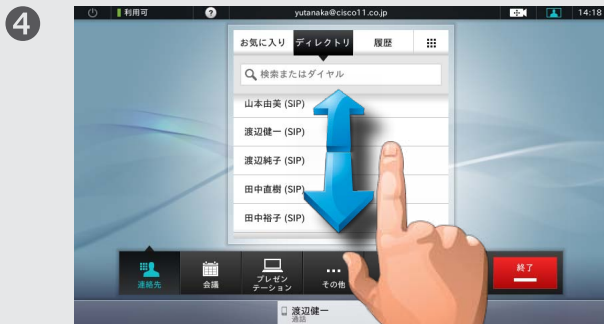 4
利用可
?
yutanaka@cisco11.co.jp
14:18
お気に入り
ディレクトリ
履歴
検索またはダイヤル
山本由美 (SIP)
渡辺健一 (SIP)
渡辺純子 (SIP)
田中直樹 (SIP)
田中裕子 (SIP)
連絡先
会議
プレゼン
テーション
その他
終了
渡辺健一
通話